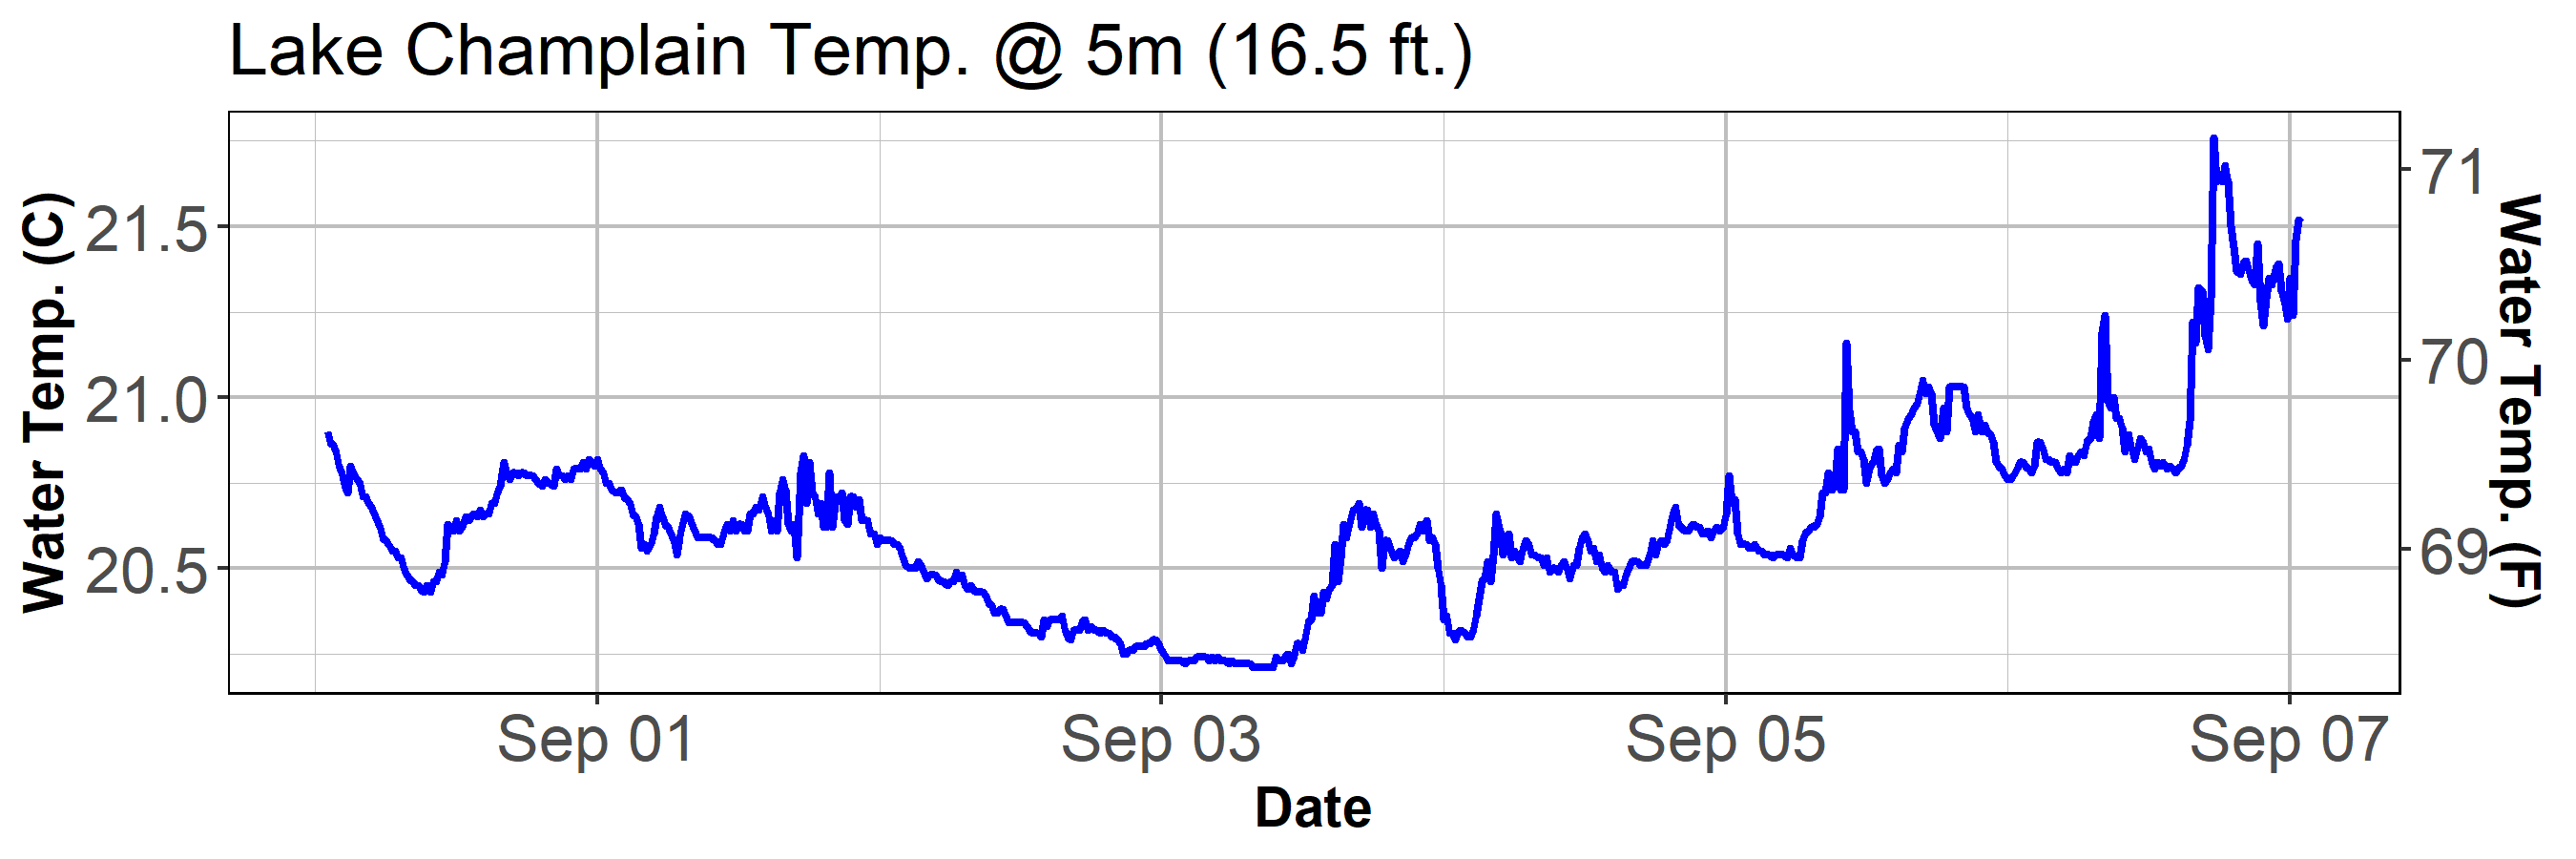 Lake Champlain Temp. @ 5m (16.5 ft.)
Water Temp. (C)
21.5
21.0
20.5
71
70
69
Water Temp. (F)
Sep 01 Sep 03 Sep 05 Sep 07
Date